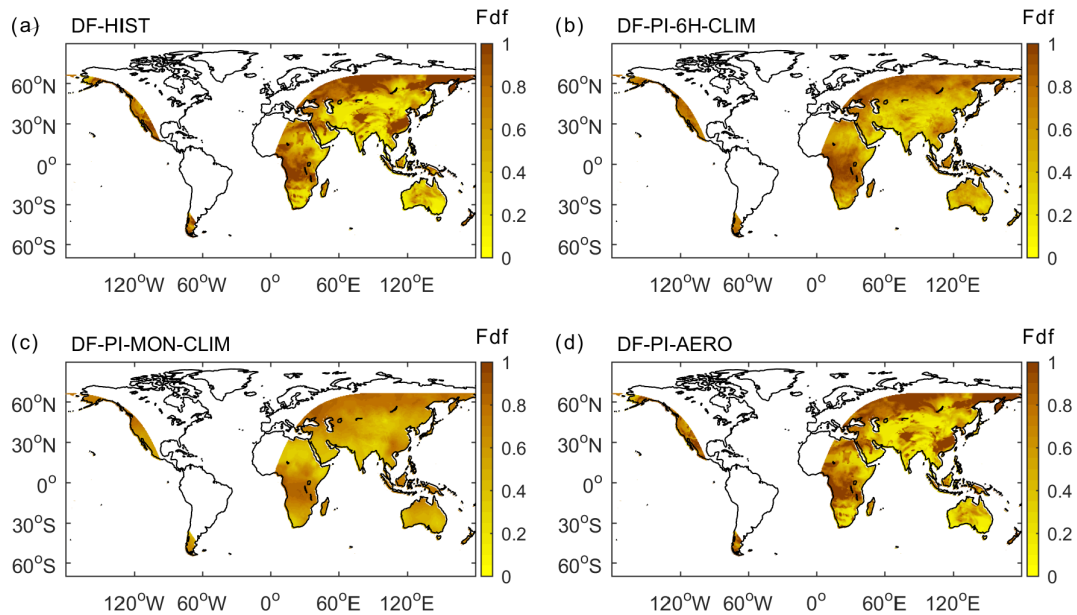 (a) DF-HIST Fdf
1
0.8
0.6
0.4
0.2
0
60°N
30°N
0°
30°S
60°S
120°W 60°W 0° 60°E 120°E
(b) DF-PI-6H-CLIM Fdf
1
0.8
0.6
0.4
0.2
0
60°N
30°N
0°
30°S
60°S
120°W 60°W 0° 60°E 120°E
(c) DF-PI-MON-CLIM Fdf
1
0.8
0.6
0.4
0.2
0
60°N
30°N
0°
30°S
60°S
120°W 60°W 0° 60°E 120°E
(d) DF-PI-AERO Fdf
1
0.8
0.6
0.4
0.2
0
60°N
30°N
0°
30°S
60°S
120°W 60°W 0° 60°E 120°E